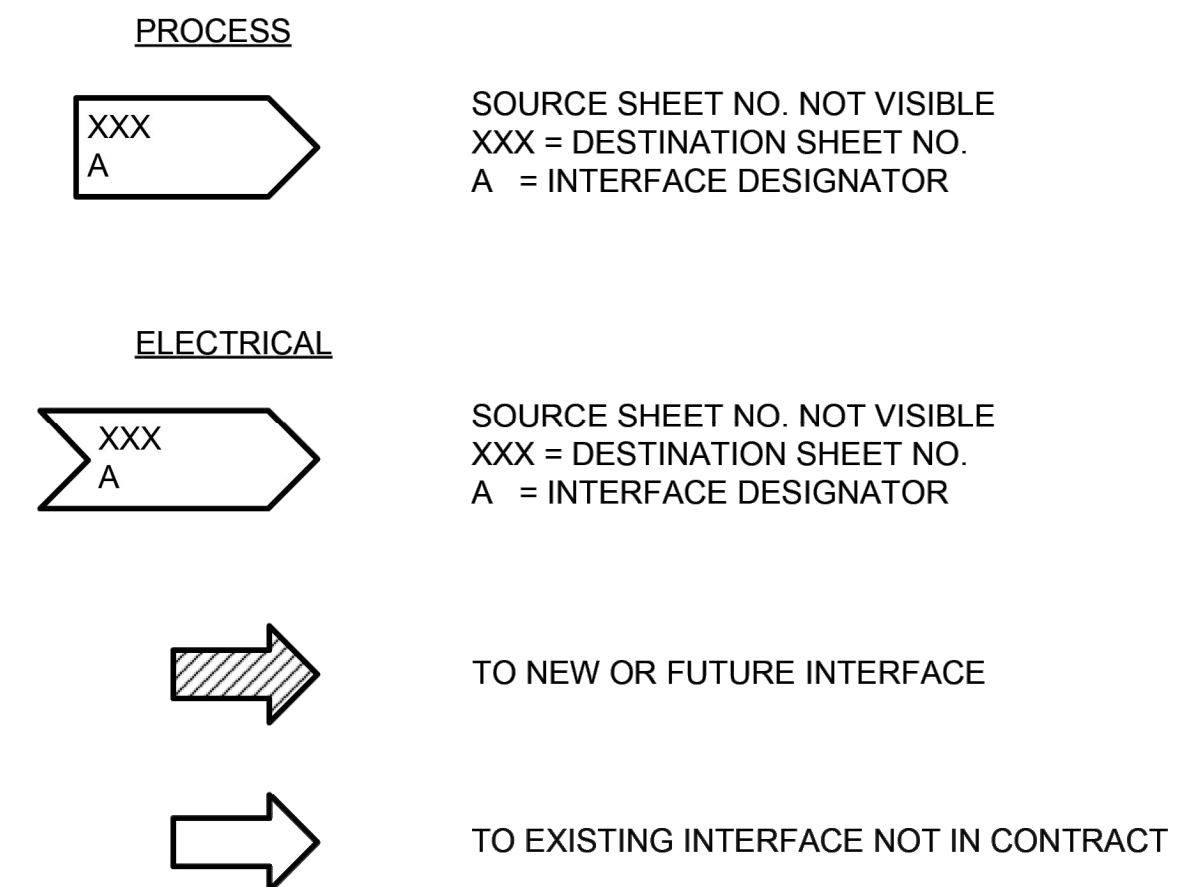 PROCESS
XXX
A
SOURCE SHEET NO. NOT VISIBLE
XXX = DESTINATION SHEET NO.
A = INTERFACE DESIGNATOR
ELECTRICAL
XXX
A
SOURCE SHEET NO. NOT VISIBLE
XXX = DESTINATION SHEET NO.
A = INTERFACE DESIGNATOR
TO NEW OR FUTURE INTERFACE
TO EXISTING INTERFACE NOT IN CONTRACT